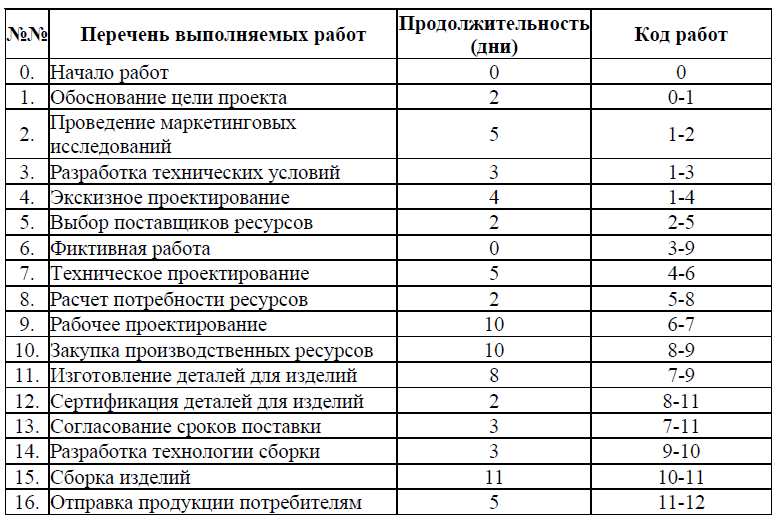 №№ Перечень выполняемых работ Продолжительность (дни) Код работ
0. Начало работ 0 0
1. Обоснование цели проекта 2 0-1
2. Проведение маркетинговых
исследований 5 1-2
3. Разработка технических условий 3 1-3
4. Экскизное проектирование 4 1-4
5. Выбор поставщиков ресурсов 2 2-5
6. Фиктивная работа 0 3-9
7. Техническое проектирование 5 4-6
8. Расчет потребности ресурсов 2 5-8
9. Рабочее проектирование 10 6-7
10. Закупка производственных ресурсов 10 8-9
11. Изготовление деталей для изделий 8 7-9
12. Сертификация деталей для изделий 2 8-11
13. Согласование сроков поставки 3 7-11
14. Разработка технологии сборки 3 9-10
15. Сборка изделий 11 10-11
16. Отправка продукции потребителям 5 11-12